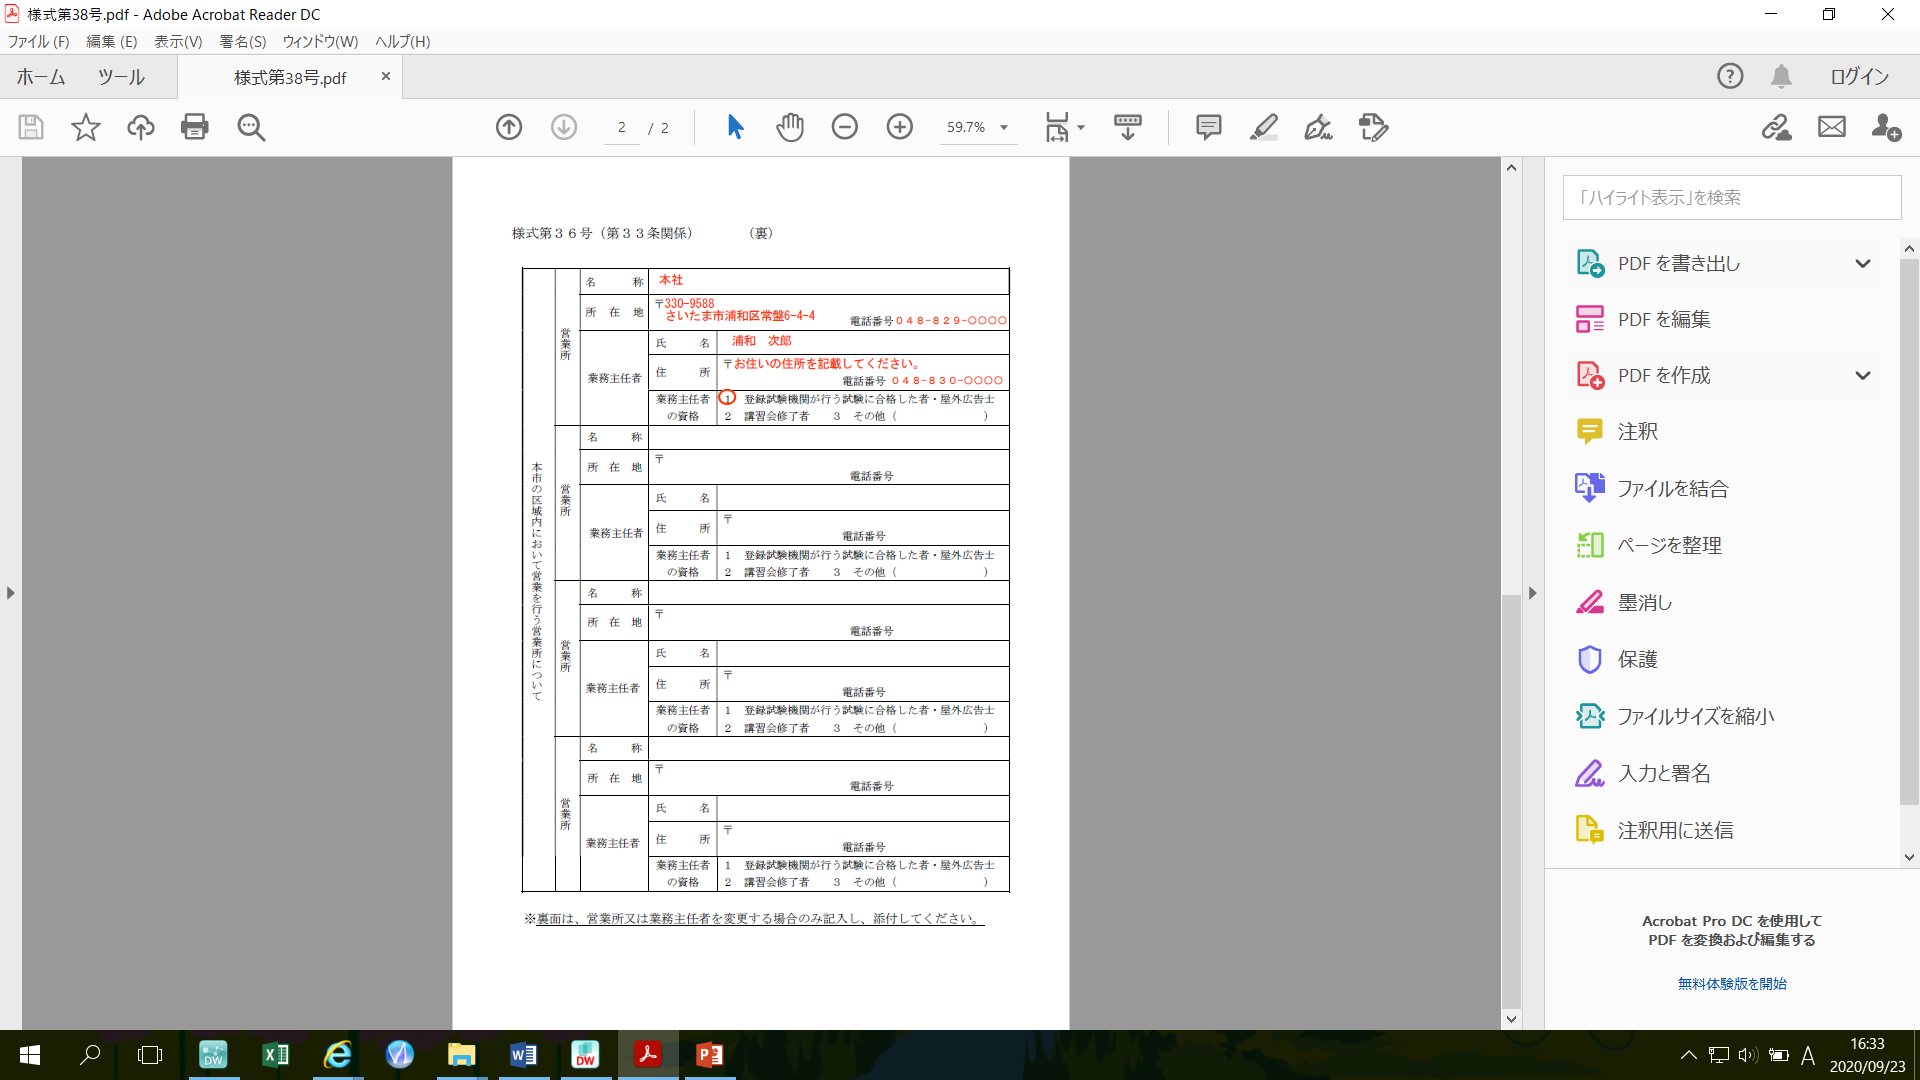 様式第38号.pdf - Adobe Acrobat Reader DC
ファイル (F) 編集 (E) 表示(V) 署名(S) ウィンドウ(W) ヘルプ(H)
ホーム ツール 様式第38号.pdf × ログイン
2 / 2 59.7%
様式第３６号（第３３条関係） （裏）
本市の区域内において営業を行う営業所について
営業所
名 称 本社
所 在 地 〒330-9588
さいたま市浦和区常盤6-4-4 電話番号０４８-８２９-〇〇〇〇
業務主任者
氏 名 浦和 次郎
住 所 〒お住いの住所を記載してください。
電話番号 ０４８-８３０-〇〇〇〇
業務主任者の資格 1 登録試験機関が行う試験に合格した者・屋外広告士
2 講習会修了者 3 その他（ ）
営業所
名 称
所 在 地 〒
電話番号
業務主任者
氏 名
住 所 〒
電話番号
業務主任者の資格 1 登録試験機関が行う試験に合格した者・屋外広告士
2 講習会修了者 3 その他（ ）
営業所
名 称
所 在 地 〒
電話番号
業務主任者
氏 名
住 所 〒
電話番号
業務主任者の資格 1 登録試験機関が行う試験に合格した者・屋外広告士
2 講習会修了者 3 その他（ ）
営業所
名 称
所 在 地 〒
電話番号
業務主任者
氏 名
住 所 〒
電話番号
業務主任者の資格 1 登録試験機関が行う試験に合格した者・屋外広告士
2 講習会修了者 3 その他（ ）
※裏面は、営業所又は業務主任者を変更する場合のみ記入し、添付してください。
「ハイライト表示」を検索
PDF を書き出し
PDF を編集
PDF を作成
注釈
ファイルを結合
ページを整理
墨消し
保護
ファイルサイズを縮小
入力と署名
注釈用に送信
Acrobat Pro DC を使用して
PDF を変換および編集する
無料体験版を開始
DW
DW
A
16:33
2020/09/23